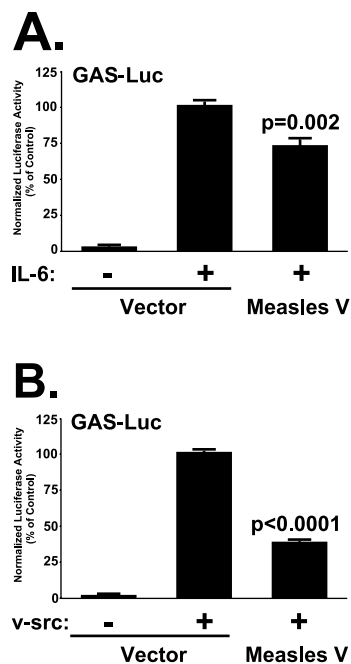 A.
GAS-Luc
Normalized Luciferase Activity
(% of Control)
125
100
75
50
25
0
p=0.002
IL-6: - + +
Vector Measles V
B.
GAS-Luc
Normalized Luciferase Activity
(% of Control)
125
100
75
50
25
0
p<0.0001
v-src: - + +
Vector Measles V